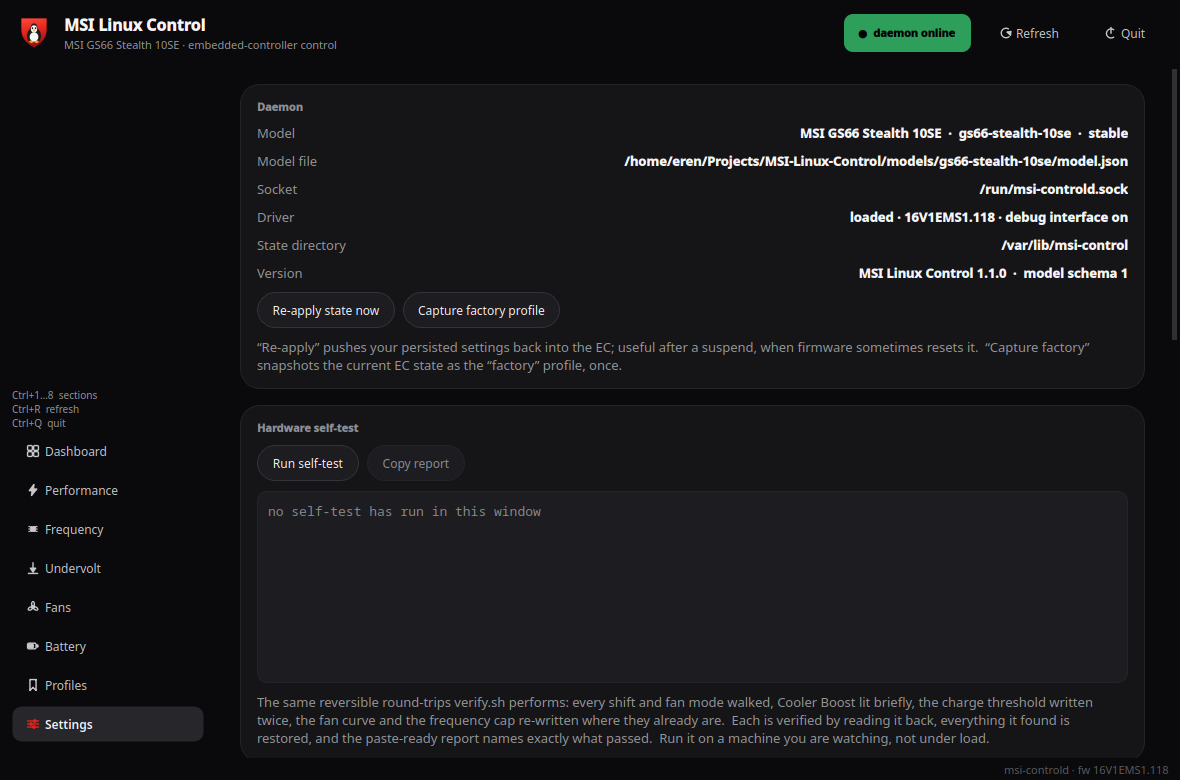 MSI Linux Control
MSI GS66 Stealth 10SE · embedded-controller control
● daemon online
Refresh
Quit
Daemon
Model
MSI GS66 Stealth 10SE · gs66-stealth-10se · stable
Model file
/home/eren/Projects/MSI-Linux-Control/models/gs66-stealth-10se/model.json
Socket
/run/msi-controld.sock
Driver
loaded · 16V1EMS1.118 · debug interface on
State directory
/var/lib/msi-control
Version
MSI Linux Control 1.1.0 · model schema 1
Re-apply state now
Capture factory profile
“Re-apply” pushes your persisted settings back into the EC; useful after a suspend, when firmware sometimes resets it. “Capture factory”
snapshots the current EC state as the “factory” profile, once.
Ctrl+1…8 sections
Ctrl+R refresh
Ctrl+Q quit
Dashboard
Performance
Frequency
Undervolt
Fans
Battery
Profiles
Settings
Hardware self-test
Run self-test
Copy report
no self-test has run in this window
The same reversible round-trips verify.sh performs: every shift and fan mode walked, Cooler Boost lit briefly, the charge threshold written
twice, the fan curve and the frequency cap re-written where they already are. Each is verified by reading it back, everything it found is
restored, and the paste-ready report names exactly what passed. Run it on a machine you are watching, not under load.
msi-controld · fw 16V1EMS1.118